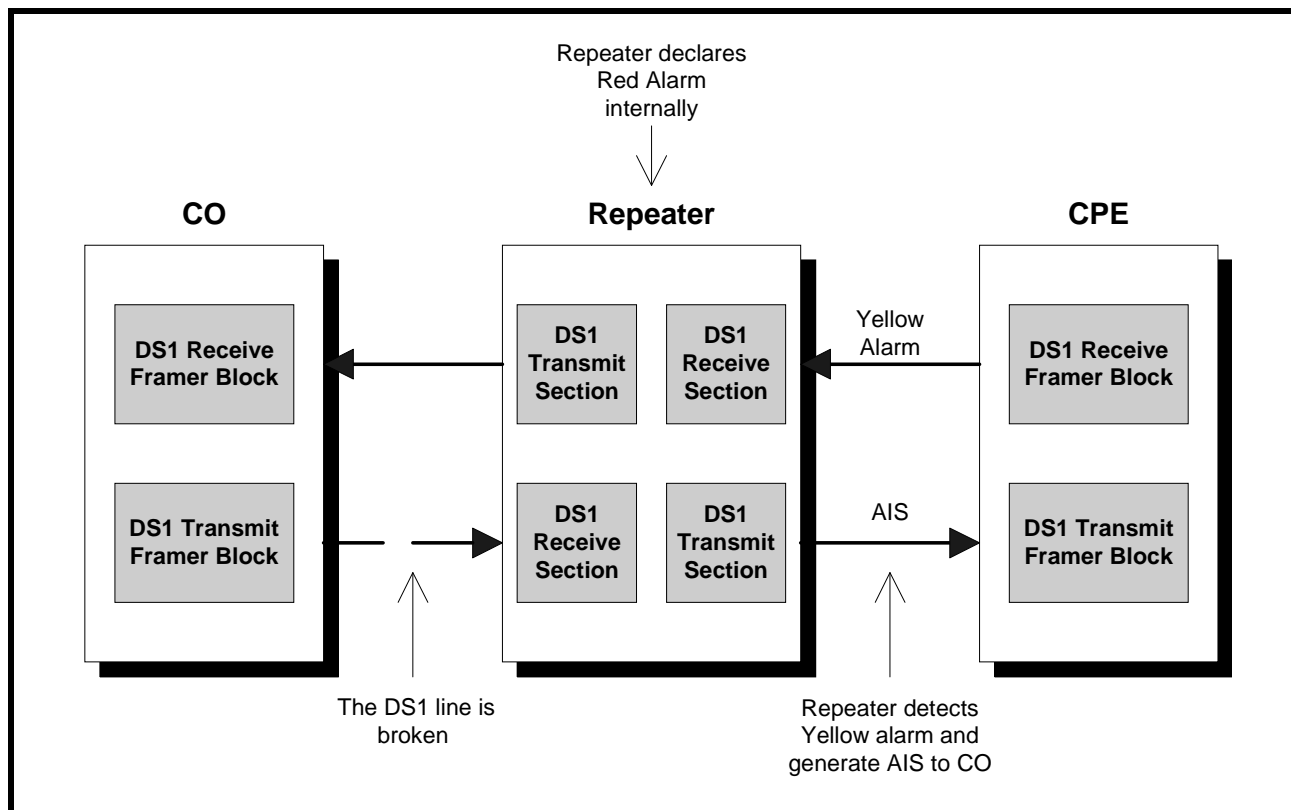 Repeater declares
Red Alarm
internally
CO
Repeater
CPE
DS1 Receive
Framer Block
DS1
Transmit
Section
DS1
Receive
Section
Yellow
Alarm
DS1 Receive
Framer Block
DS1 Transmit
Framer Block
DS1
Receive
Section
DS1
Transmit
Section
AIS
DS1 Transmit
Framer Block
The DS1 line is
broken
Repeater detects
Yellow alarm and
generate AIS to CO